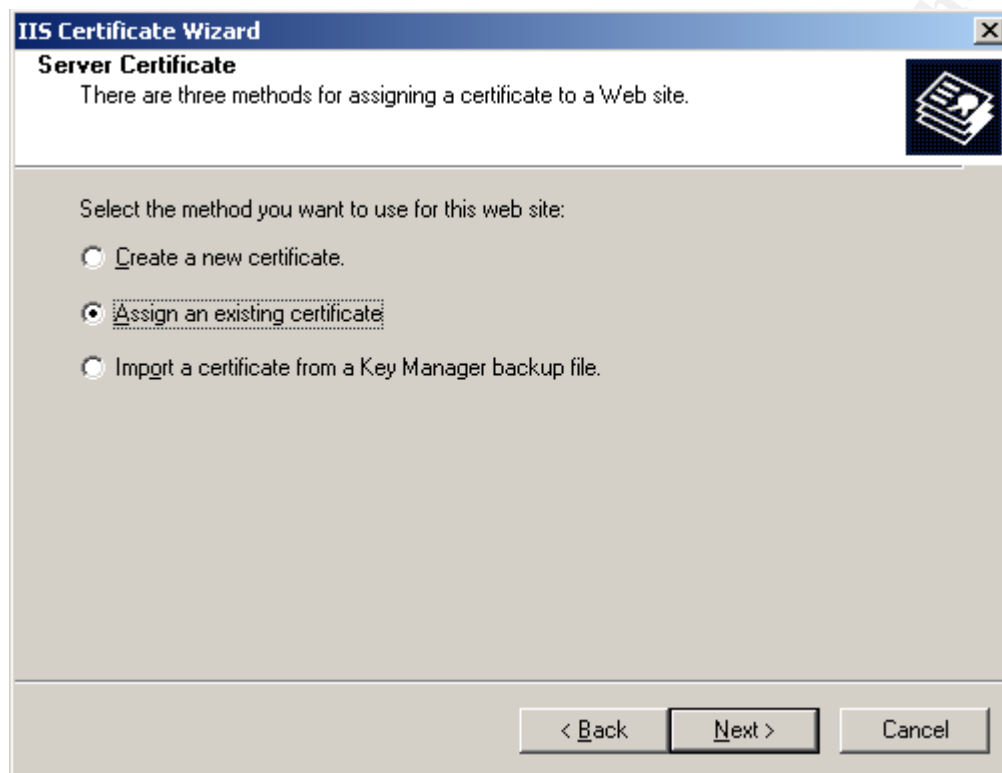 IIS Certificate Wizard
Server Certificate
There are three methods for assigning a certificate to a Web site.
Select the method you want to use for this web site:
Create a new certificate.
Assign an existing certificate
Import a certificate from a Key Manager backup file.
< Back
Next >
Cancel